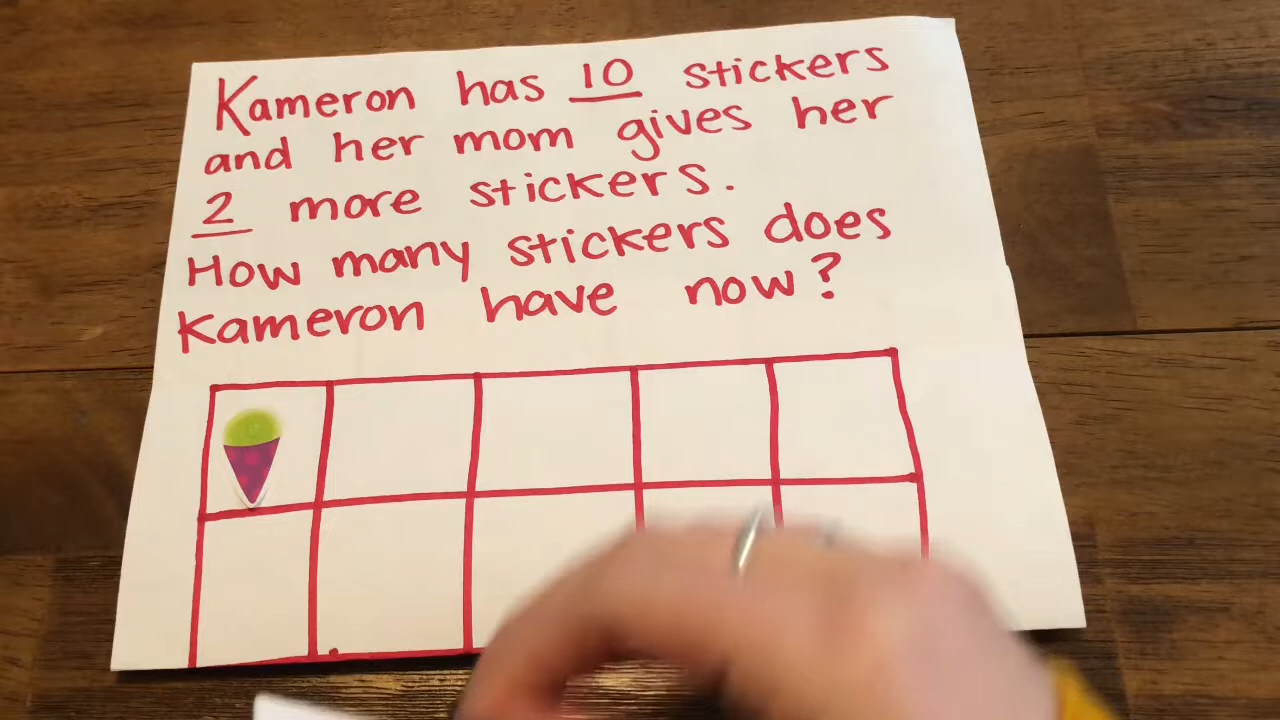 Kameron has 10 stickers
and her mom gives her
2 more stickers.
How many stickers does
Kameron have now?